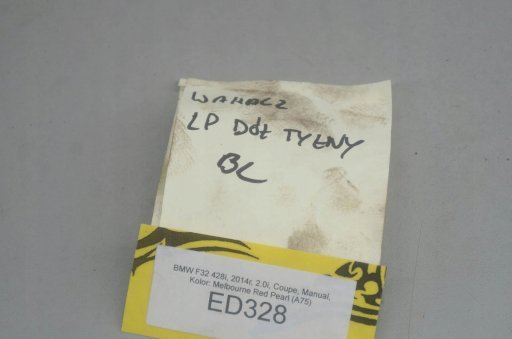 WAHACZ
LP DÓŁ TYLNY
BL
BMW F32 428i, 2014r, 2.0i, Coupe, Manual,
Kolor: Melbourne Red Pearl (A75)
ED328